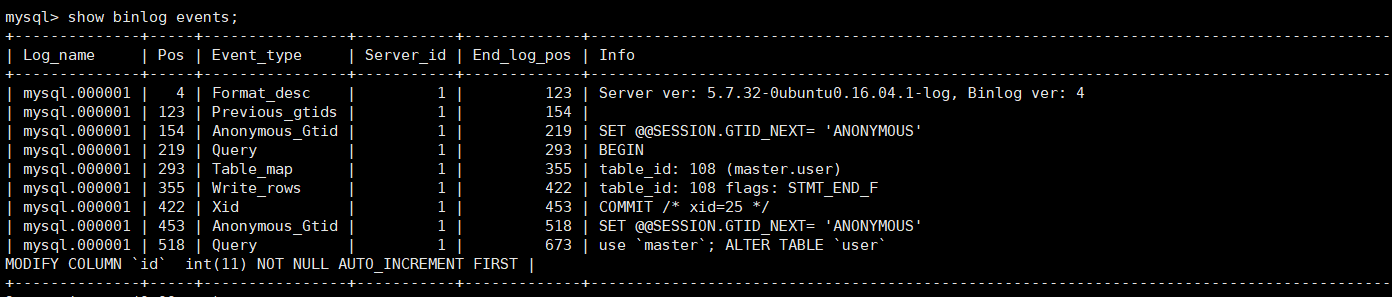 mysql> show binlog events;
+--------------+-----+----------------+-----------+-------------+---------------------------------------------------------------------------------
| Log_name     | Pos | Event_type     | Server_id | End_log_pos | Info
+--------------+-----+----------------+-----------+-------------+---------------------------------------------------------------------------------
| mysql.000001 |   4 | Format_desc    |         1 |         123 | Server ver: 5.7.32-0ubuntu0.16.04.1-log, Binlog ver: 4
| mysql.000001 | 123 | Previous_gtids |         1 |         154 |
| mysql.000001 | 154 | Anonymous_Gtid |         1 |         219 | SET @@SESSION.GTID_NEXT= 'ANONYMOUS'
| mysql.000001 | 219 | Query          |         1 |         293 | BEGIN
| mysql.000001 | 293 | Table_map      |         1 |         355 | table_id: 108 (master.user)
| mysql.000001 | 355 | Write_rows     |         1 |         422 | table_id: 108 flags: STMT_END_F
| mysql.000001 | 422 | Xid            |         1 |         453 | COMMIT /* xid=25 */
| mysql.000001 | 453 | Anonymous_Gtid |         1 |         518 | SET @@SESSION.GTID_NEXT= 'ANONYMOUS'
| mysql.000001 | 518 | Query          |         1 |         673 | use `master`; ALTER TABLE `user`
MODIFY COLUMN `id`  int(11) NOT NULL AUTO_INCREMENT FIRST |
+--------------+-----+----------------+-----------+-------------+---------------------------------------------------------------------------------